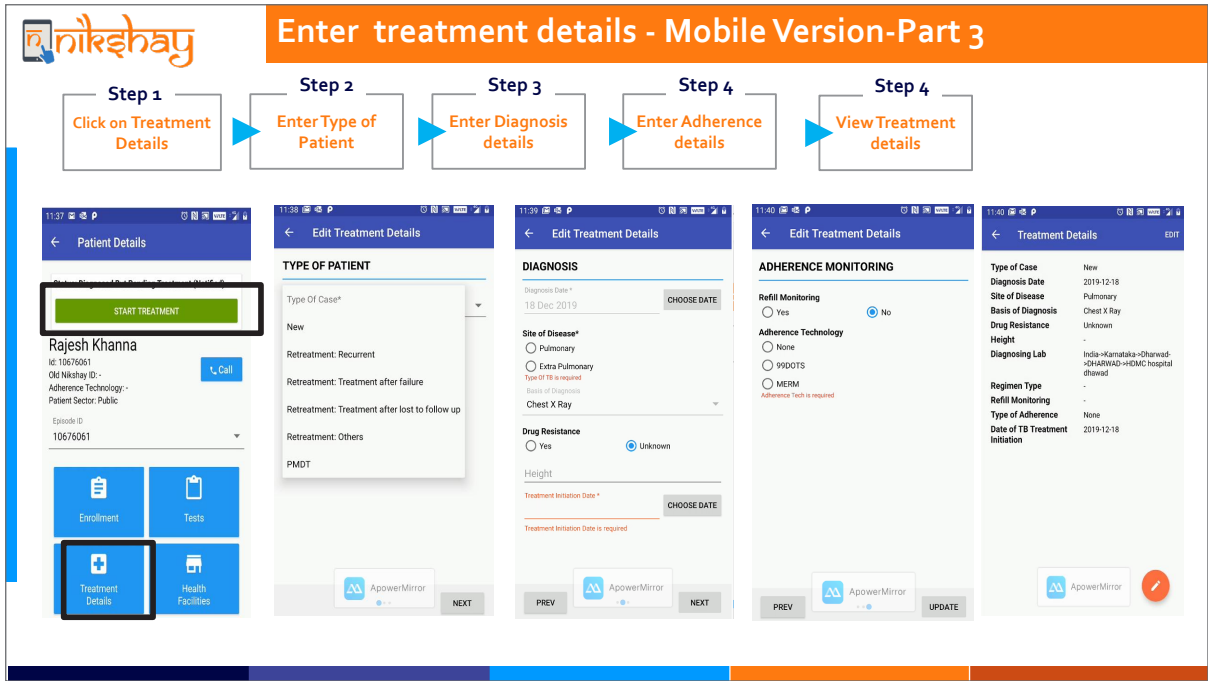 nikshay
Enter treatment details - Mobile Version-Part 3
Step 1
Click on Treatment
Details
Step 2
Enter Type of
Patient
Step 3
Enter Diagnosis
details
Step 4
Enter Adherence
details
Step 4
View Treatment
details
11:37
Patient Details
Status: Diagnosed But Pending Treatment (Notified)
START TREATMENT
Rajesh Khanna
Id: 10676061
Old Nikshay ID: -
Adherence Technology: -
Patient Sector: Public
Call
Episode ID
10676061
Enrollment
Tests
Treatment
Details
Health
Facilities
11:38
Edit Treatment Details
TYPE OF PATIENT
Type Of Case*
New
Retreatment: Recurrent
Retreatment: Treatment after failure
Retreatment: Treatment after lost to follow up
Retreatment: Others
PMDT
ApowerMirror
NEXT
11:39
Edit Treatment Details
DIAGNOSIS
Diagnosis Date *
18 Dec 2019
CHOOSE DATE
Site of Disease*
Pulmonary
Extra Pulmonary
Type Of TB is required
Basis of Diagnosis
Chest X Ray
Drug Resistance
Yes
Unknown
Height
Treatment Initiation Date *
CHOOSE DATE
Treatment Initiation Date is required
ApowerMirror
PREV
NEXT
11:40
Edit Treatment Details
ADHERENCE MONITORING
Refill Monitoring
Yes
No
Adherence Technology
None
99DOTS
MERM
Adherence Tech is required
ApowerMirror
PREV
UPDATE
11:40
Treatment Details
EDIT
Type of Case New
Diagnosis Date 2019-12-18
Site of Disease Pulmonary
Basis of Diagnosis Chest X Ray
Drug Resistance Unknown
Height -
Diagnosing Lab India->Karnataka->Dharwad-
->DHARWAD->HDMC hospital
dhawad
Regimen Type -
Refill Monitoring -
Type of Adherence None
Date of TB Treatment 2019-12-18
Initiation
ApowerMirror